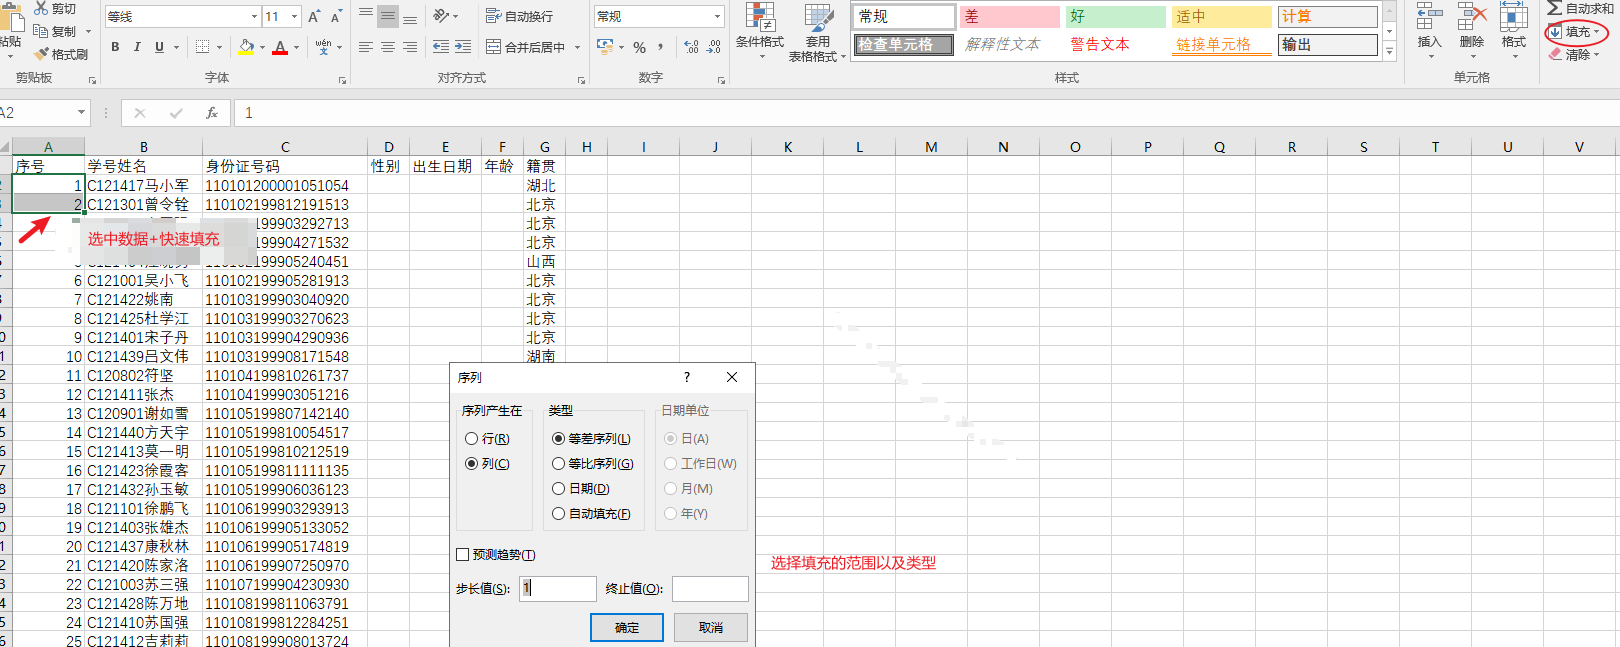 剪切
等线
11
A
A
自动换行
常规
常规
差
好
适中
计算
自动求和
粘贴
复制
格式刷
B
I
U
A
wén
合并后居中
%
,
条件格式
套用
表格格式
检查单元格
解释性文本
警告文本
链接单元格
输出
插入
删除
格式
填充
清除
剪贴板
字体
对齐方式
数字
样式
单元格
A2
fx
1
A B C D E F G H I J K L M N O P Q R S T U V
序号 学号姓名 身份证号码 性别 出生日期 年龄 籍贯
1 C121417马小军 110101200001051054 湖北
2 C121301曾令铨 110102199812191513 北京
199903292713 北京
选中数据+快速填充
199904271532 北京
199905240451 山西
6 C121001吴小飞 110102199905281913 北京
7 C121422姚南 110103199903040920 北京
8 C121425杜学江 110103199903270623 北京
9 C121401宋子丹 110103199904290936 北京
10 C121439吕文伟 110103199908171548 湖南
11 C120802符坚 110104199810261737
12 C121411张杰 110104199903051216
13 C120901谢如雪 110105199807142140
14 C121440方天宇 110105199810054517
15 C121413莫一明 110105199810212519
16 C121423徐霞客 110105199811111135
17 C121432孙玉敏 110105199906036123
18 C121101徐鹏飞 110106199903293913
19 C121403张雄杰 110106199905133052
20 C121437康秋林 110106199905174819
21 C121420陈家洛 110106199907250970
22 C121003苏三强 110107199904230930
23 C121428陈万地 110108199811063791
24 C121410苏国强 110108199812284251
25 C121412吉莉莉 110108199908013724
序列
?
序列产生在
行(R)
列(C)
类型
等差序列(L)
等比序列(G)
日期(D)
自动填充(F)
日期单位
日(A)
工作日(W)
月(M)
年(Y)
预测趋势(T)
步长值(S): 1
终止值(O):
确定
取消
选择填充的范围以及类型